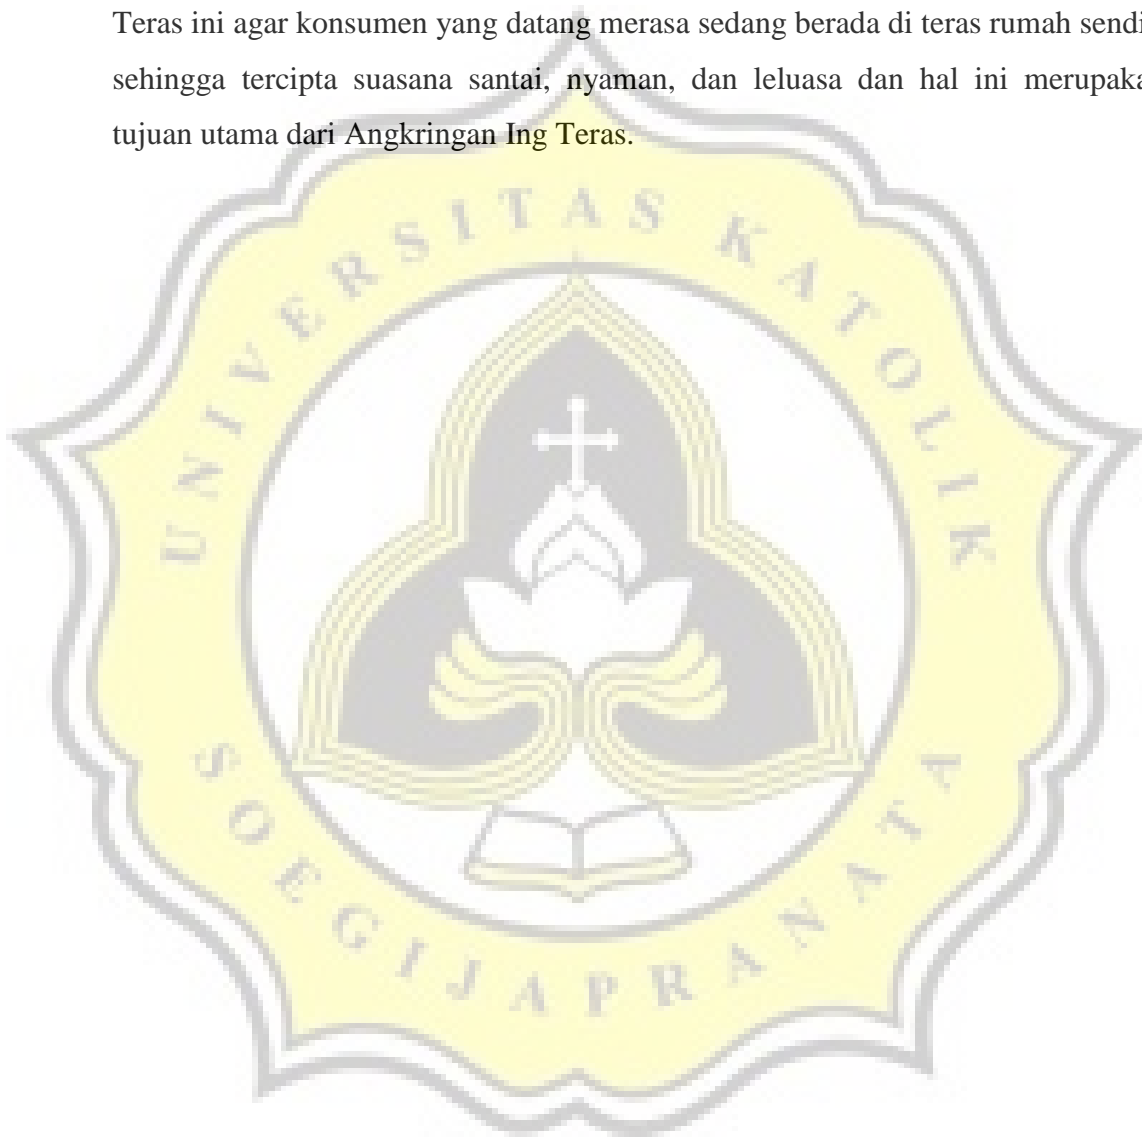 Teras ini agar konsumen yang datang merasa sedang berada di teras rumah sendi
sehingga tercipta suasana santai, nyaman, dan leluasa dan hal ini merupaka
tujuan utama dari Angkringan Ing Teras.
UNIVERSITAS KATOLIK
SOEGIJAPRANATA